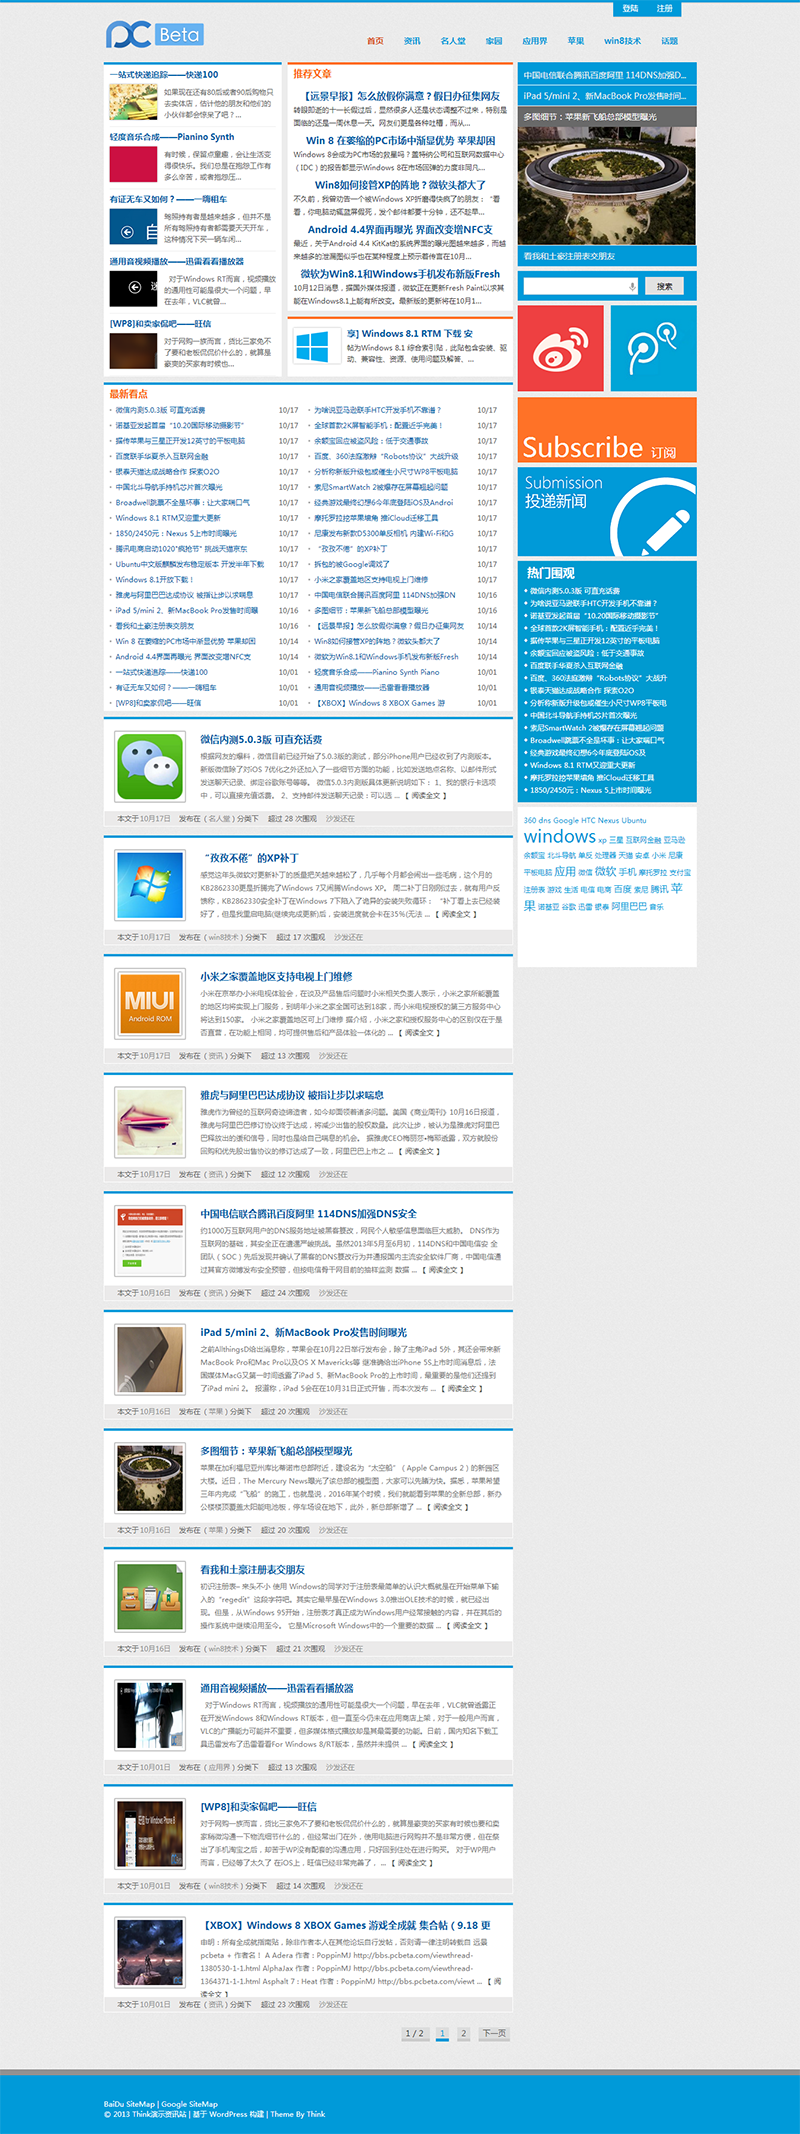 登陆 注册
PC Beta
首页 资讯 名人堂 家园 应用界 苹果 win8技术 话题
一站式快递追踪——快递100
如果现在还有80后或者90后购物只
去实体店，估计他的朋友和他们的
小伙伴都会惊呆了吧？...
轻度音乐合成——Pianino Synth
有时候，保留点童趣，会让生活变
得很快乐。我们总是在抱怨工作有
多么辛苦，或者抱怨压...
有证无车又如何？——一嗨租车
驾照持有者是越来越多，但并不是
所有驾照持有者都需要天天开车，
这种情况下买一辆车闲...
通用音视频播放——迅雷看看播放器
对于Windows RT而言，视频播放
的通用性可能是很大一个问题，早
在去年，VLC就曾...
[WP8]和卖家侃吧——旺信
对于网购一族而言，货比三家免不
了要和老板侃侃价什么的，就算是
豪爽的买家有时候也...
推荐文章
【远景早报】怎么放假你满意？假日办征集网友
转眼即逝的十一长假过后，显然很多人还是状态调整不过来，特别是
面临的还是一周休息一天。网友们更是各种吐槽，而从...
Win 8 在萎缩的PC市场中渐显优势 苹果却困
Windows 8会成为PC市场的救星吗？盖特纳公司和互联网数据中心
（IDC）的报告都显示Windows 8在市场回弹的力度非同凡...
Win8如何接管XP的阵地？微软头都大了
不久前，我曾劝告一个被Windows XP折磨得快疯了的朋友：“看
看，你电脑动辄蓝屏假死，发个邮件都要十分钟，还不趁早...
Android 4.4界面再曝光 界面改变增NFC支
最近，关于Android 4.4 KitKat的系统界面的曝光图越来越多，而越
来越多的泄漏图似乎也在某种程度上预示着伴富在10月...
微软为Win8.1和Windows手机发布新版Fresh
10月12日消息，据国外媒体报道，微软正在更新Fresh Paint以求其
能在Windows8.1上能有所改变。最新版的更新将在10月1...
享] Windows 8.1 RTM 下载 安
帖为Windows 8.1 综合索引贴，此贴包含安装、驱
动、兼容性、资源、使用问题及解答。...
中国电信联合腾讯百度阿里 114DNS加强D...
iPad 5/mini 2、新MacBook Pro发售时间...
多图细节：苹果新飞船总部模型曝光
看我和土豪注册表交朋友
搜索
Subscribe 订阅
Submission
投递新闻
最新看点
微信内测5.0.3版 可直充话费 10/17
为啥说亚马逊联手HTC开发手机不靠谱？ 10/17
诺基亚发起首届“10.20国际移动摄影节” 10/17
全球首款2K屏智能手机：配置近乎完美！ 10/17
据传苹果与三星正开发12英寸的平板电脑 10/17
余额宝回应被盗风险：低于交通事故 10/17
百度联手华夏杀入互联网金融 10/17
百度、360法庭激辩“Robots协议”大战升级 10/17
银泰天猫达成战略合作 探索O2O 10/17
分析称新版升级包或催生小尺寸WP8平板电脑 10/17
中国北斗导航手持机芯片首次曝光 10/17
索尼SmartWatch 2被爆存在屏幕翘起问题 10/17
Broadwell跳票不全是坏事：让大家喘口气 10/17
经典游戏最终幻想6今年底登陆iOS及Androi 10/17
Windows 8.1 RTM又迎重大更新 10/17
摩托罗拉挖苹果墙角 推iCloud迁移工具 10/17
1850/2450元：Nexus 5上市时间曝光 10/17
尼康发布新款D5300单反相机 内建Wi-Fi和G 10/17
腾讯电商启动1020“疯抢节” 挑战天猫京东 10/17
“孜孜不倦”的XP补丁 10/17
Ubuntu中文版麒麟发布稳定版本 开发半年下 10/17
拆包的被Google调戏了 10/17
Windows 8.1开放下载！ 10/17
小米之家覆盖地区支持电视上门维修 10/17
雅虎与阿里巴巴达成协议 被指让步以求喘息 10/17
中国电信联合腾讯百度阿里 114DNS加强DN 10/16
iPad 5/mini 2、新MacBook Pro发售时间曝 10/16
多图细节：苹果新飞船总部模型曝光 10/16
看我和土豪注册表交朋友 10/16
【远景早报】怎么放假你满意？假日办征集网友 10/14
Win 8 在萎缩的PC市场中渐显优势 苹果却困 10/14
Win8如何接管XP的阵地？微软头都大了 10/14
Android 4.4界面再曝光 界面改变增NFC支 10/14
微软为Win8.1和Windows手机发布新版Fresh 10/14
一站式快递追踪——快递100 10/01
轻度音乐合成——Pianino Synth Piano 10/01
有证无车又如何？——一嗨租车 10/01
通用音视频播放——迅雷看看播放器 10/01
[WP8]和卖家侃吧——旺信 10/01
【XBOX】Windows 8 XBOX Games 游 10/01
热门围观
微信内测5.0.3版 可直充话费
为啥说亚马逊联手HTC开发手机不靠谱？
诺基亚发起首届“10.20国际移动摄影节”
全球首款2K屏智能手机：配置近乎完美！
据传苹果与三星正开发12英寸的平板电脑
余额宝回应被盗风险：低于交通事故
百度联手华夏杀入互联网金融
百度、360法庭激辩“Robots协议”大战升
银泰天猫达成战略合作 探索O2O
分析称新版升级包或催生小尺寸WP8平板电
中国北斗导航手持机芯片首次曝光
索尼SmartWatch 2被爆存在屏幕翘起问题
Broadwell跳票不全是坏事：让大家喘口气
经典游戏最终幻想6今年底登陆iOS及
Windows 8.1 RTM又迎重大更新
摩托罗拉挖苹果墙角 推iCloud迁移工具
1850/2450元：Nexus 5上市时间曝光
360 dns Google HTC Nexus Ubuntu
windows xp 三星 互联网金融 亚马逊
余额宝 北斗导航 单反 处理器 天猫 安卓 小米 尼康
平板电脑 应用 微信 微软 手机 摩托罗拉 支付宝
注册表 游戏 生活 电信 电商 百度 索尼 腾讯 苹
果 诺基亚 谷歌 迅雷 银泰 阿里巴巴 音乐
微信内测5.0.3版 可直充话费
根据网友的爆料，微信目前已经开始了5.0.3版的测试，部分iPhone用户已经收到了内测版本。
新版微信除了对iOS 7优化之外还加入了一些细节方面的功能，比如发送地点名称、以邮件形式
发送聊天记录、绑定谷歌账号等等。 微信5.0.3内测版具体更新说明如下： 1、我的银行卡选项
中，可以直接充值话费。 2、支持邮件发送聊天记录：可以选 ... 【 阅读全文 】
本文于10月17日 发布在（名人堂）分类下 超过 28 次围观 沙发还在
“孜孜不倦”的XP补丁
感觉这年头微软对更新补丁的质量把关越来越松了，几乎每个月都会闹出一些毛病，这个月的
KB2862330更是折腾完了Windows 7又闹腾Windows XP。 周二补丁日刚刚过去，就有用户反
馈称，KB2862330安全补丁在Windows 7下陷入了诡异的安装失败循环： “补丁看上去已经装
好了，但是我重启电脑(继续完成更新)后，安装进度就会卡在35%(无法 ... 【 阅读全文 】
本文于10月17日 发布在（win8技术）分类下 超过 17 次围观 沙发还在
MIUI
Android ROM
小米之家覆盖地区支持电视上门维修
小米在京举办小米电视体验会，在谈及产品售后问题时小米相关负责人表示，小米之家所能覆盖
的地区均将实现上门服务，到明年小米之家全国可达到18家，而小米电视授权的第三方服务中心
将达到150家。 小米之家覆盖地区可上门维修 据介绍，小米之家和授权服务中心的区别仅在于是
否直营，在功能上相同，均可提供售后和产品体验一体化的 ... 【 阅读全文 】
本文于10月17日 发布在（资讯）分类下 超过 13 次围观 沙发还在
雅虎与阿里巴巴达成协议 被指让步以求喘息
雅虎作为曾经的互联网奇迹缔造者，如今却面领着诸多问题。美国《商业周刊》10月16日报道，
雅虎与阿里巴巴修订协议终于达成，将减少出售的股权数量。此次让步，被认为是雅虎对阿里巴
巴释放出的缓和信号，同时也是给自己喘息的机会。 据雅虎CEO梅丽莎•梅耶透露，双方就股份
回购和优先股出售协议的修订达成了一致，阿里巴巴上市之 ... 【 阅读全文 】
本文于10月17日 发布在（资讯）分类下 超过 12 次围观 沙发还在
中国电信联合腾讯百度阿里 114DNS加强DNS安全
约1000万互联网用户的DNS服务地址被黑客篡改，网民个人敏感信息面临巨大威胁。 DNS作为
互联网的基础，其安全正在遭遇严峻挑战。虽然2013年5月至6月初，114DNS和中国电信安 全
团队（SOC）先后发现并确认了黑客的DNS篡改行为并通报国内主流安全软件厂商，中国电信通
过其官方微博发布安全预警，但按电信骨干网目前的抽样监测 数据 ... 【 阅读全文 】
本文于10月16日 发布在（资讯）分类下 超过 24 次围观 沙发还在
iPad 5/mini 2、新MacBook Pro发售时间曝光
之前AllthingsD给出消息称，苹果会在10月22日举行发布会，除了主角iPad 5外，其还会带来新
MacBook Pro和Mac Pro以及OS X Mavericks等 继准确给出iPhone 5S上市时间消息后，法
国媒体MacG又第一时间透露了iPad 5、新MacBook Pro的上市时间，最重要的是他们还提到
了iPad mini 2。 报道称，iPad 5会在在10月31日正式开售，而本次发布 ... 【 阅读全文 】
本文于10月16日 发布在（苹果）分类下 超过 20 次围观 沙发还在
多图细节：苹果新飞船总部模型曝光
苹果在加利福尼亚州库比蒂诺市总部附近，建设名为“太空船”（Apple Campus 2）的新园区
大楼。近日，The Mercury News曝光了该总部的模型图，大家可以先睹为快。据悉，苹果希望
三年内完成“飞船”的施工，也就是说，2016年某个时候，我们就能看到苹果的全新总部，新办
公楼楼顶覆盖太阳能电池板，停车场设在地下，此外，新总部新增了 ... 【 阅读全文 】
本文于10月16日 发布在（苹果）分类下 超过 20 次围观 沙发还在
看我和土豪注册表交朋友
初识注册表– 来头不小 使用 Windows的同学对于注册表最简单的认识大概就是在开始菜单下输
入的“regedit”这段字符吧。其实它最早是在Windows 3.0推出OLE技术的时候，就已经出
现。但是，从Windows 95开始，注册表才真正成为Windows用户经常接触的内容，并在其后的
操作系统中继续沿用至今。 它是Microsoft Windows中的一个重要的数据 ... 【 阅读全文 】
本文于10月16日 发布在（win8技术）分类下 超过 21 次围观 沙发还在
通用音视频播放——迅雷看看播放器
对于Windows RT而言，视频播放的通用性可能是很大一个问题，早在去年，VLC就曾透露正
在开发Windows 8和Windows RT版本，但一直至今仍未在应用商店上架，对于一般用户而言，
VLC的广播能力可能并不重要，但多媒体格式播放却是其最需要的功能。日前，国内知名下载工
具迅雷发布了迅雷看看For Windows 8/RT版本，虽然并未提供 ... 【 阅读全文 】
本文于10月01日 发布在（应用界）分类下 超过 13 次围观 沙发还在
[WP8]和卖家侃吧——旺信
对于网购一族而言，货比三家免不了要和老板侃侃价什么的，就算是豪爽的买家有时候也要和卖
家稍微沟通一下物流细节什么的，但经常出门在外，使用电脑进行网购并不是非常方便，但在祭
出了手机淘宝之后，却苦于WP没有配套的沟通应用，只好回到住处在进行购买。 对于WP用户
而言，已经等了太久了 在iOS上，旺信已经非常完善了， ... 【 阅读全文 】
本文于10月01日 发布在（win8技术）分类下 超过 14 次围观 沙发还在
【XBOX】Windows 8 XBOX Games 游戏全成就 集合帖（ 9.18 更
申明：所有全成就指南贴，除非作者本人在其他论坛自行发帖，否则请一律注明转载自 远景
pcbeta + 作者名！ A Adera 作者：PoppinMJ http://bbs.pcbeta.com/viewthread-
1380530-1-1.html AlphaJax 作者：PoppinMJ http://bbs.pcbeta.com/viewthread-
1364371-1-1.html Asphalt 7：Heat 作者：PoppinMJ http://bbs.pcbeta.com/viewt ... 【 阅
读全文 】
本文于10月01日 发布在（资讯）分类下 超过 23 次围观 沙发还在
1 / 2 1 2 下一页
BaiDu SiteMap | Google SiteMap
© 2013 Think演示资讯站 | 基于 WordPress 构建 | Theme By Think